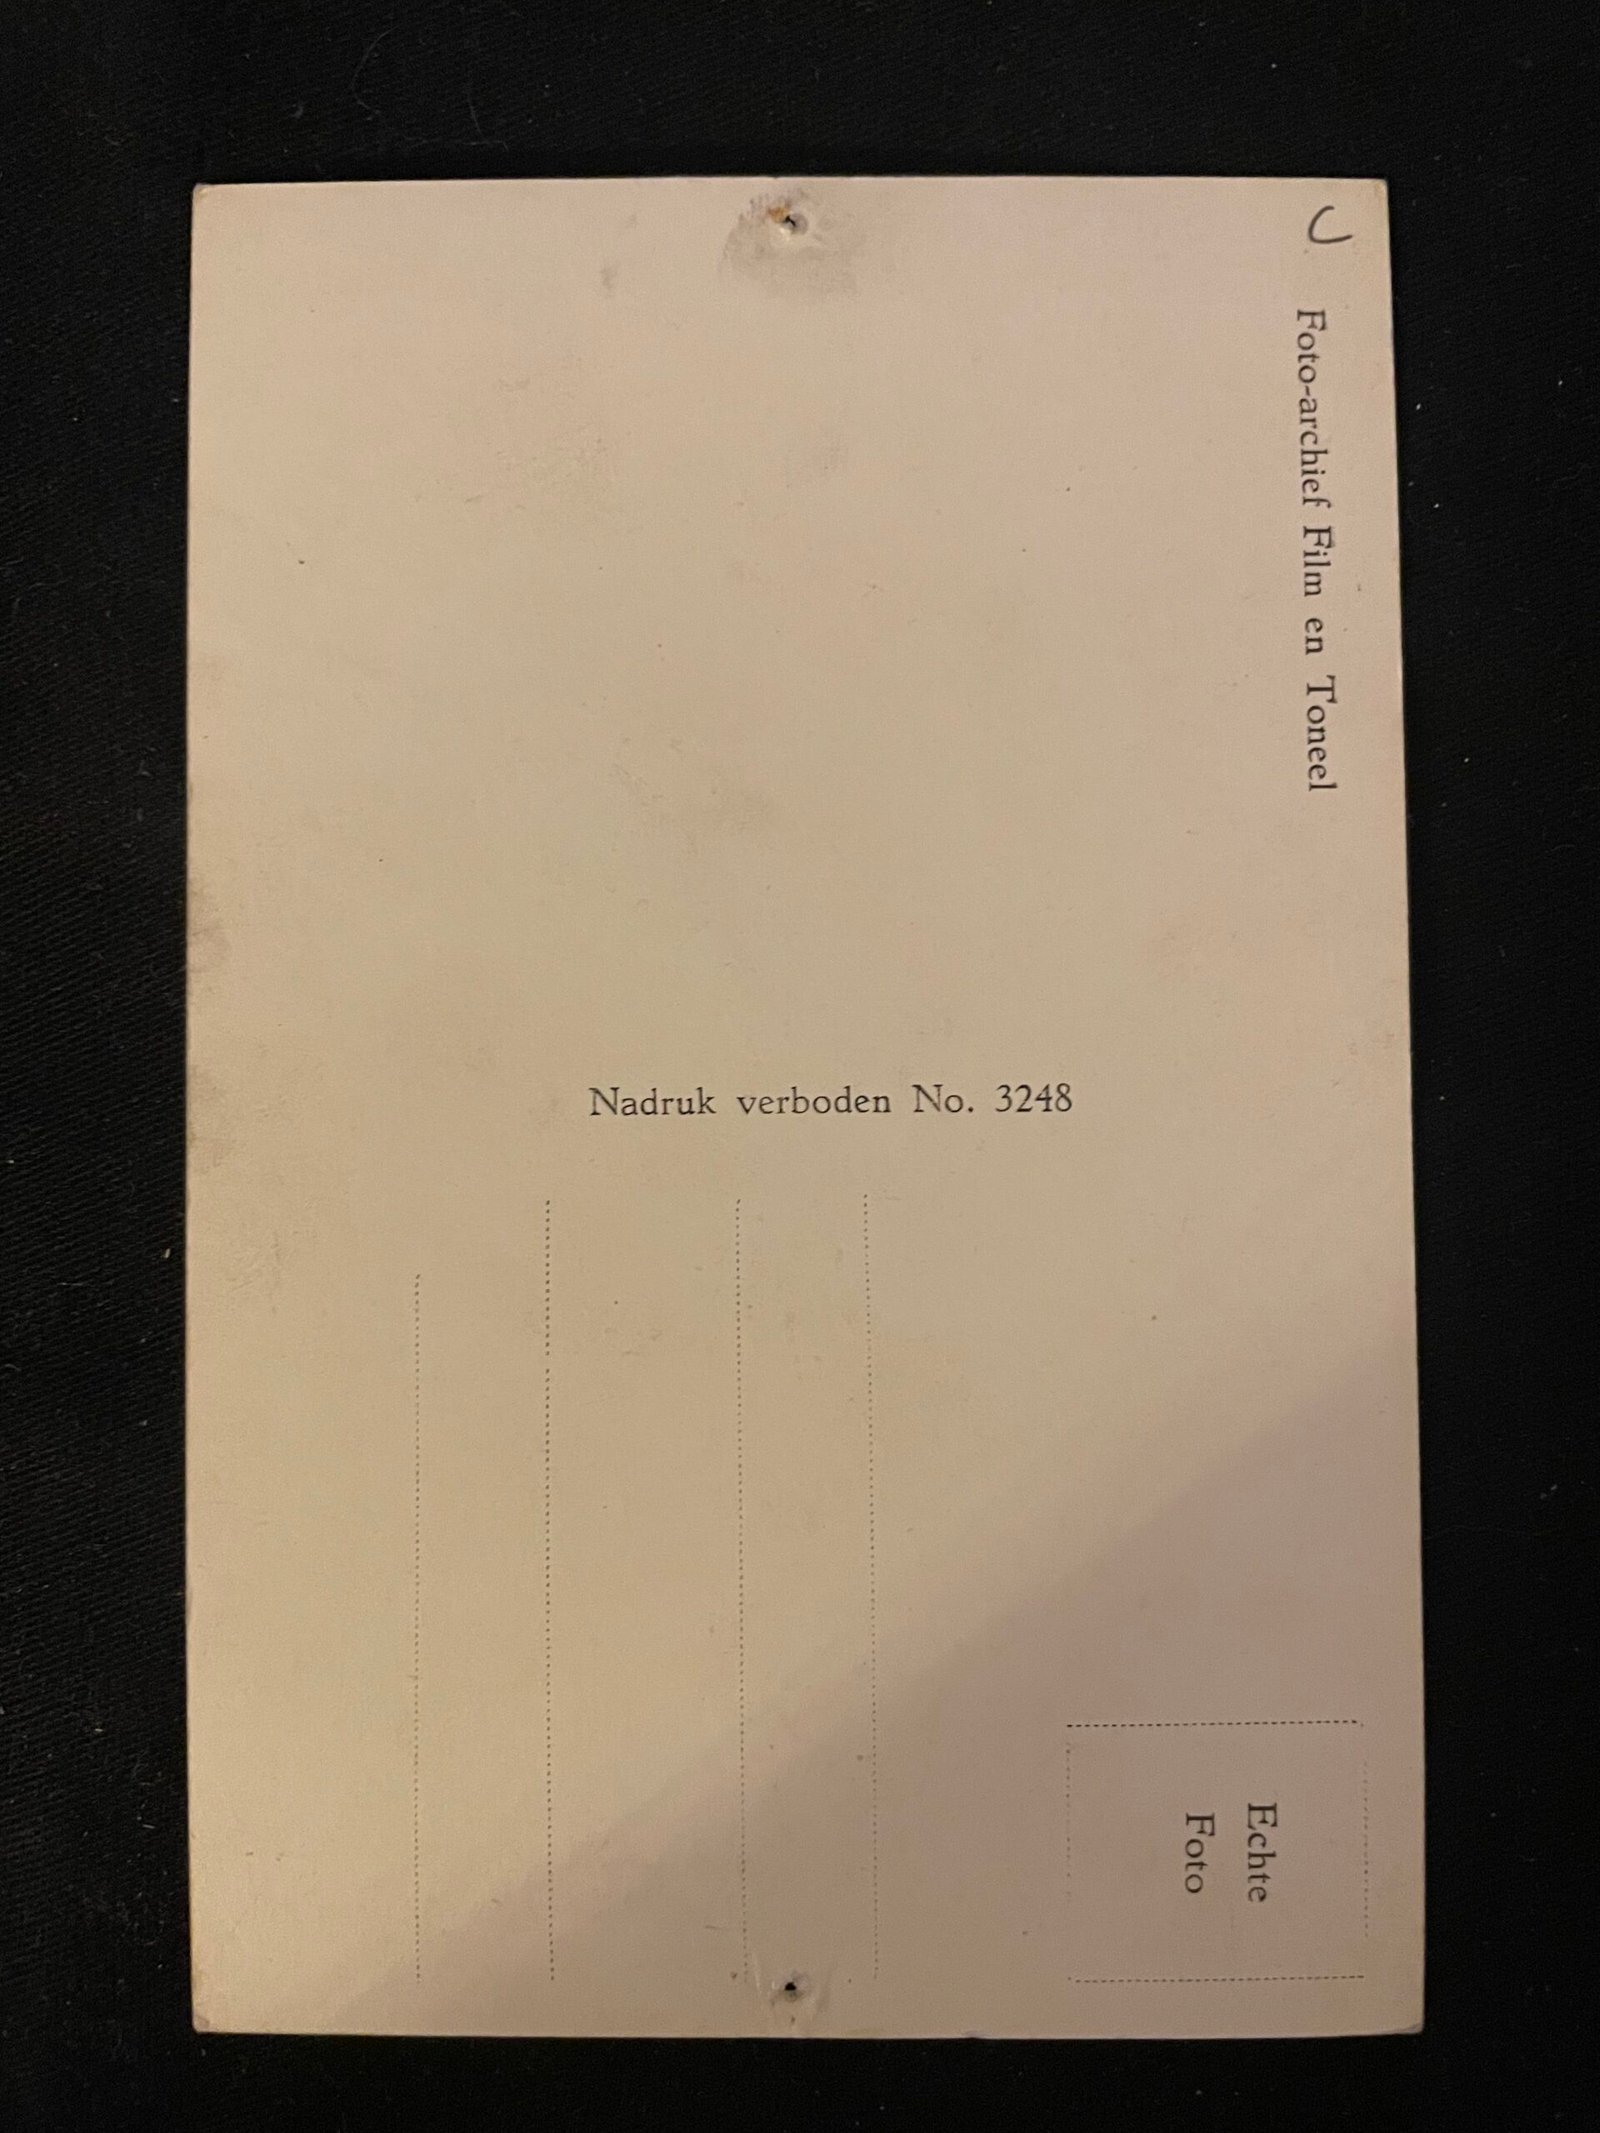 Foto-archief Film en Toneel
Nadruk verboden No. 3248
Echte
Foto